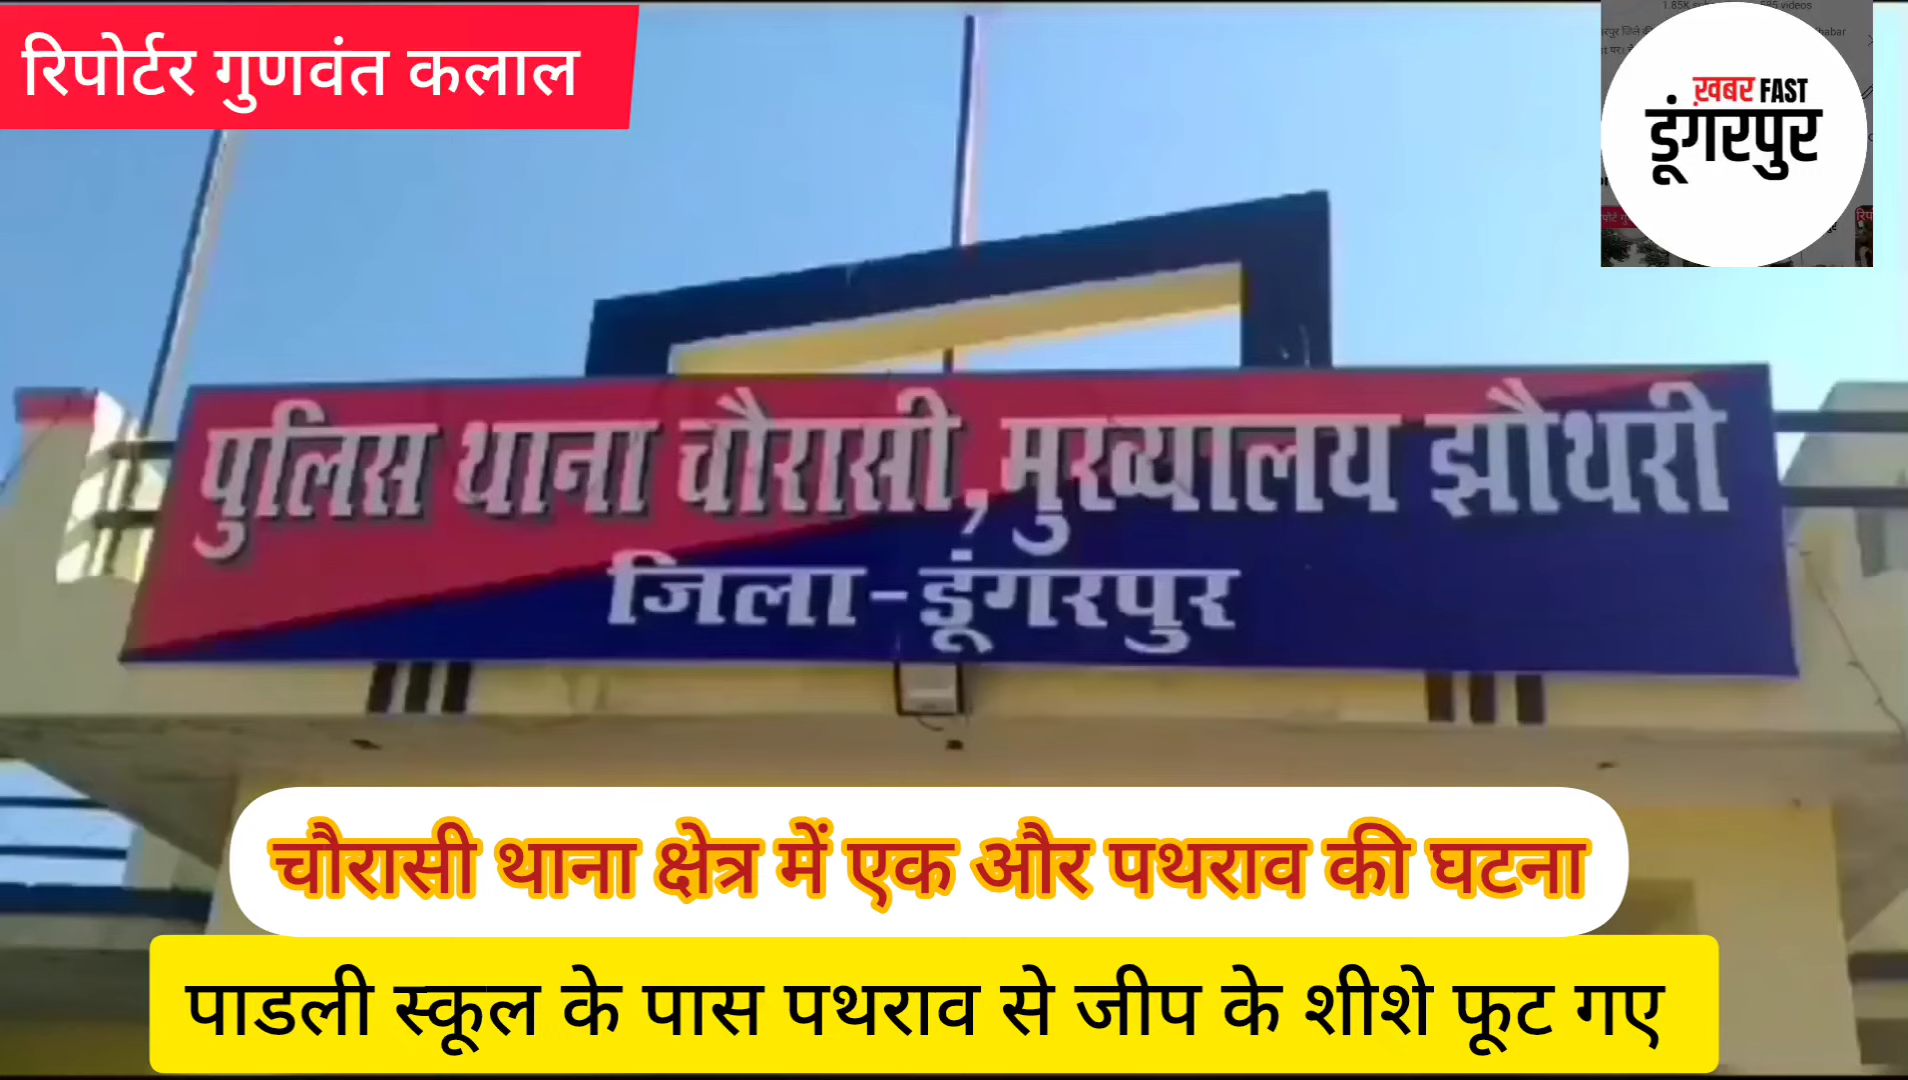 रिपोर्टर गुणवंत कलाल
ख़बर FAST
डूंगरपुर
पुलिस थाना चौरासी, मुख्यालय झौथरी
जिला-डूंगरपुर
चौरासी थाना क्षेत्र में एक और पथराव की घटना
पाडली स्कूल के पास पथराव से जीप के शीशे फूट गए